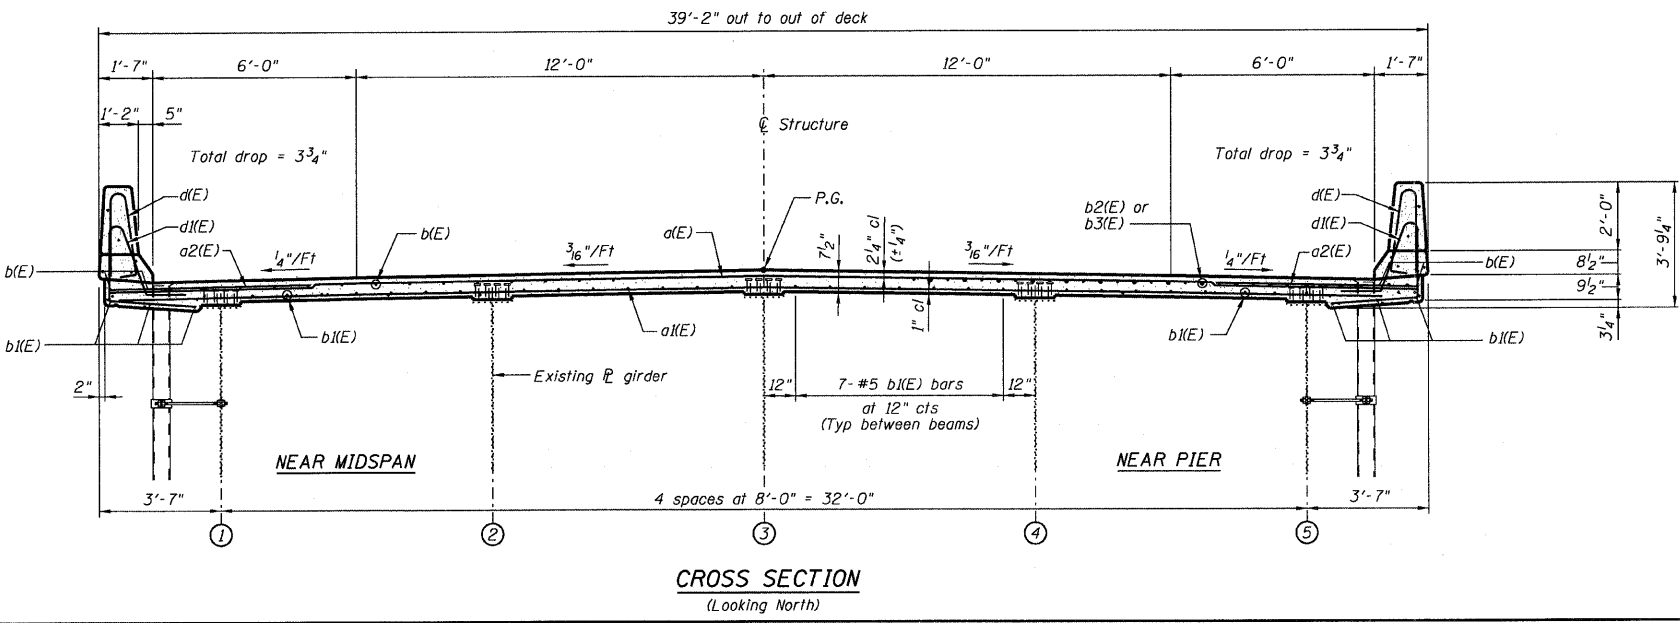 39'-2" out to out of deck
1'-7" 6'-0" 12'-0" 12'-0" 6'-0" 1'-7"
1'-2" 5"
℄ Structure
Total drop = 3¾" Total drop = 3¾"
d(E) P.G. b2(E) or d(E)
b3(E)
d1(E) b(E) a(E) 7½" 2¼" cl d1(E) 2'-0" 3'-9¼"
(±¼")
a2(E) a2(E)
¼"/Ft 3⁄16"/Ft 3⁄16"/Ft ¼"/Ft
b(E) b(E) 8½"
9½"
1" cl
b1(E) b1(E) a1(E) b1(E) b1(E) 3¼"
2" Existing ℙL girder 12" 7-#5 b1(E) bars 12"
at 12" cts
(Typ between beams)
NEAR MIDSPAN NEAR PIER
3'-7" 4 spaces at 8'-0" = 32'-0" 3'-7"
1 2 3 4 5
CROSS SECTION
(Looking North)